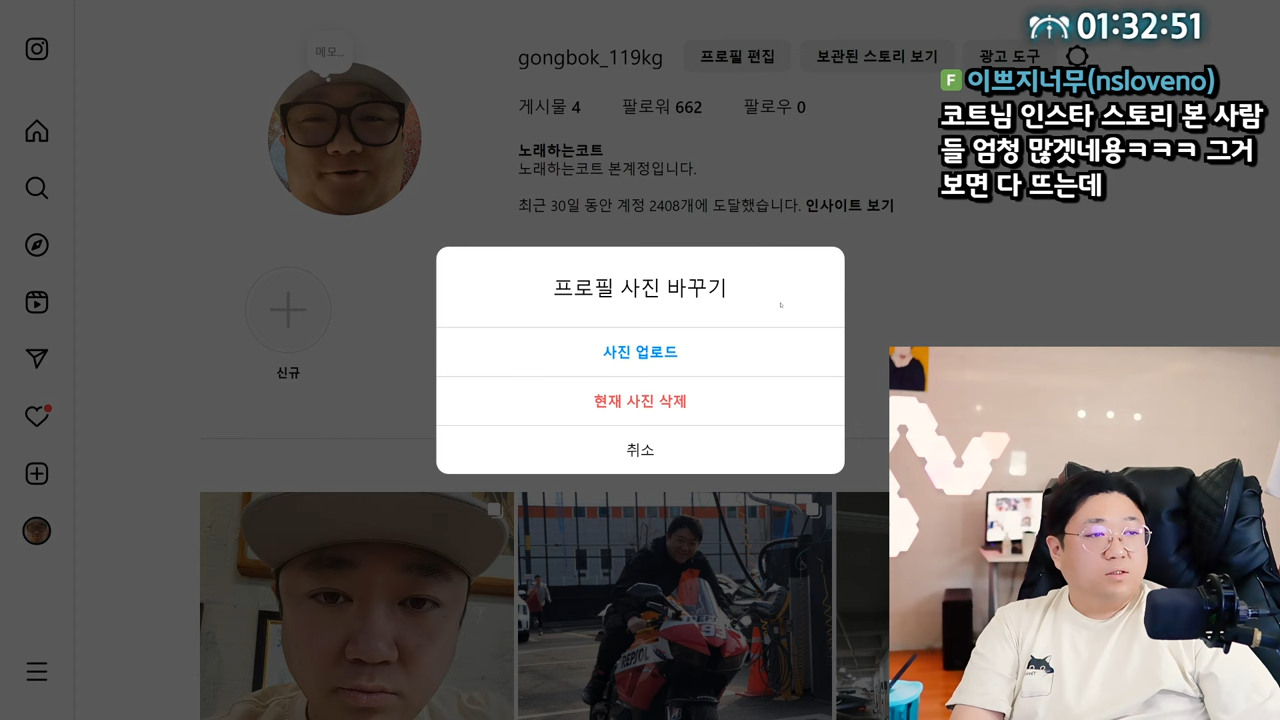 메모...
gongbok_119kg
프로필 편집
보관된 스토리 보기
광고 도구
게시물 4
팔로워 662
팔로우 0
노래하는코트
노래하는코트 본계정입니다.
최근 30일 동안 계정 2408개에 도달했습니다. 인사이트 보기
신규
프로필 사진 바꾸기
사진 업로드
현재 사진 삭제
취소
01:32:51
F 이쁘지너무(nsloveno)
코트님 인스타 스토리 본 사람
들 엄청 많겟네용ㅋㅋㅋ 그거
보면 다 뜨는데
REPSOL
93